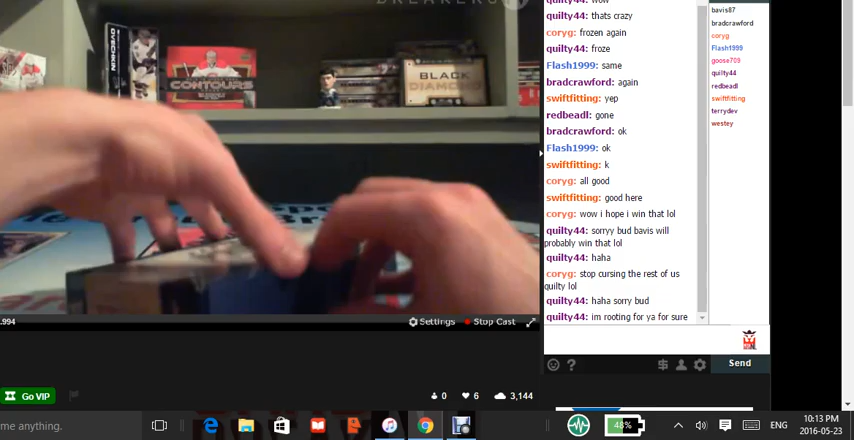 BREAKERS
OVECHKIN
CONTOURS
BLACK
DIAMOND
.994
Settings
Stop Cast
Go VIP
0
6
3,144
quilty44: wow
quilty44: thats crazy
coryg: frozen again
quilty44: froze
Flash1999: same
bradcrawford: again
swiftfitting: yep
redbeadl: gone
bradcrawford: ok
Flash1999: ok
swiftfitting: k
coryg: all good
swiftfitting: good here
coryg: wow i hope i win that lol
quilty44: sorryy bud bavis will
probably win that lol
quilty44: haha
coryg: stop cursing the rest of us
quilty lol
quilty44: haha sorry bud
quilty44: im rooting for ya for sure
Send
bavis87
bradcrawford
coryg
Flash1999
goose709
quilty44
redbeadl
swiftfitting
terrydev
westey
me anything.
48%
ENG
10:13 PM
2016-05-23